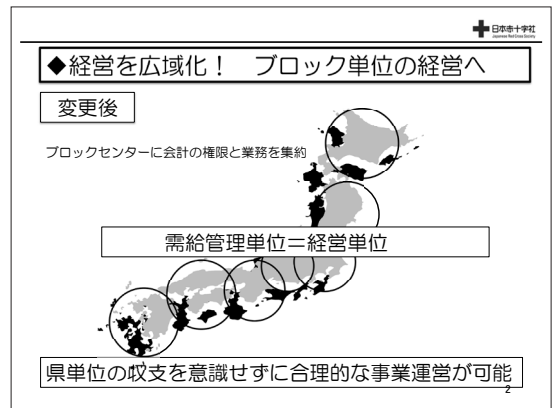 日本赤十字社
Japanese Red Cross Society
◆経営を広域化！　ブロック単位の経営へ
変更後
ブロックセンターに会計の権限と業務を集約
需給管理単位＝経営単位
県単位の収支を意識せずに合理的な事業運営が可能
2